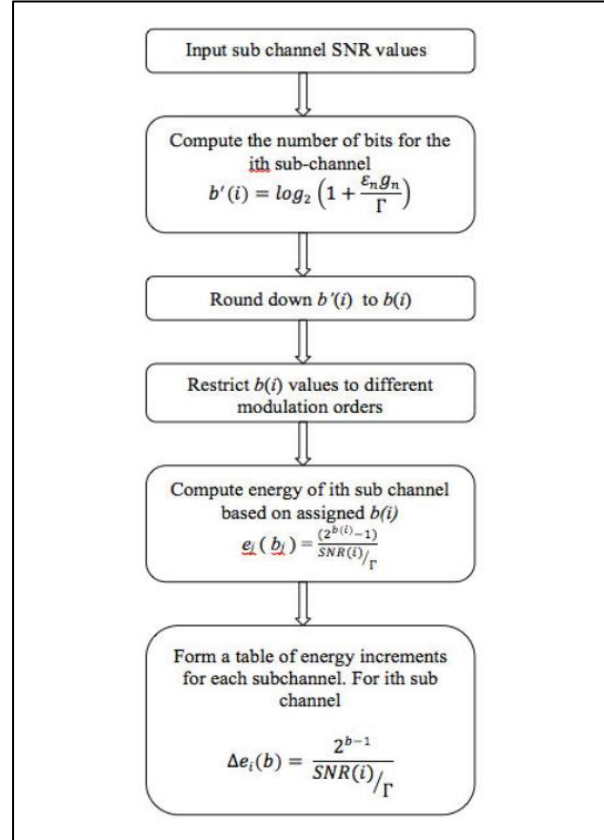 Input sub channel SNR values
Compute the number of bits for the
ith sub-channel
b'(i) = log₂ (1 + εₙgₙ/Γ)
Round down b'(i) to b(i)
Restrict b(i) values to different
modulation orders
Compute energy of ith sub channel
based on assigned b(i)
eᵢ(bᵢ) = (2^(b(i)) −1)/(SNR(i)/Γ)
Form a table of energy increments
for each subchannel. For ith sub
channel
Δeᵢ(b) = 2^(b−1)/(SNR(i)/Γ)